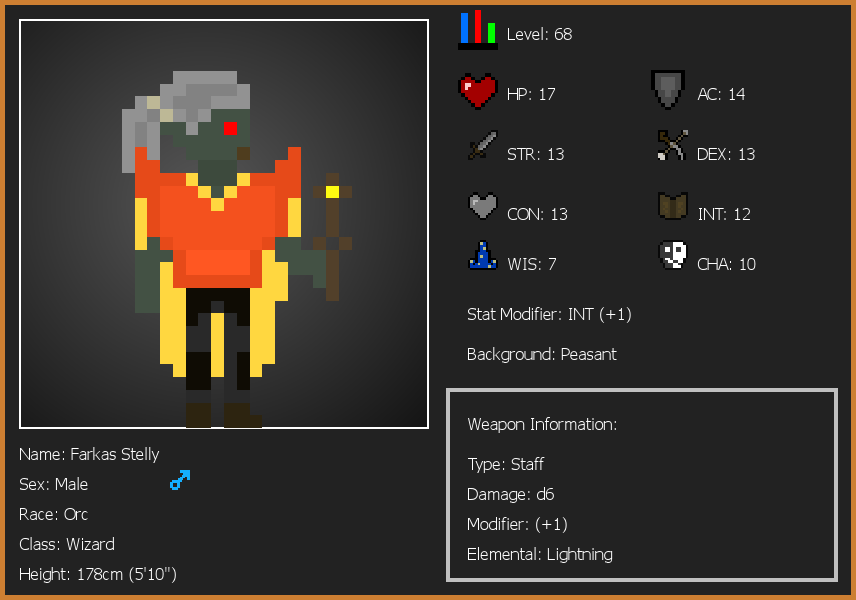 Level: 68
HP: 17
AC: 14
STR: 13
DEX: 13
CON: 13
INT: 12
WIS: 7
CHA: 10
Stat Modifier: INT (+1)
Background: Peasant
Weapon Information:
Type: Staff
Damage: d6
Modifier: (+1)
Elemental: Lightning
Name: Farkas Stelly
Sex: Male
Race: Orc
Class: Wizard
Height: 178cm (5'10")